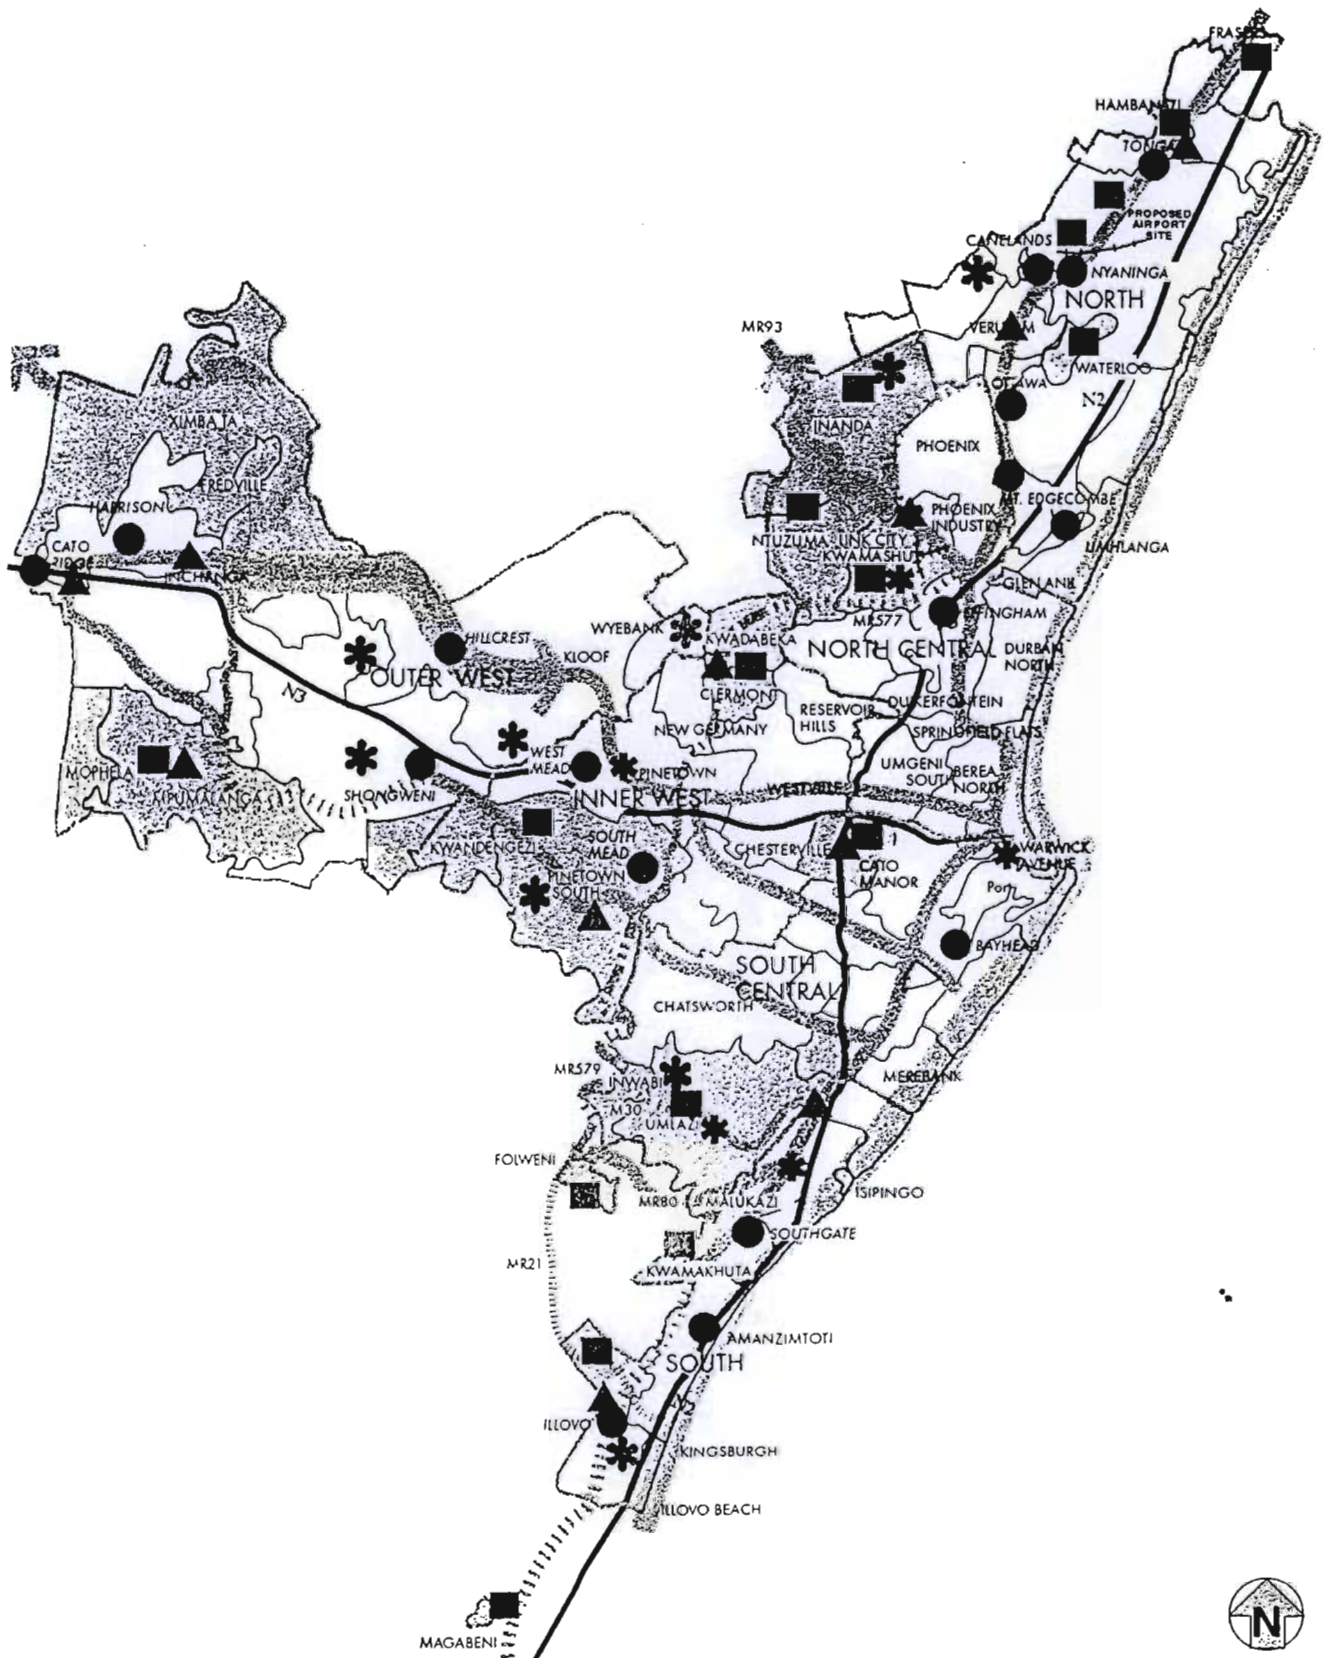 HAMBANATI
PROPOSED
AIRPORT
SITE
CANELANDS
NYANINGA
NORTH
MR93
VERULAM
WATERLOO
OTTAWA
N2
XIMBA
INANDA
PHOENIX
FREDVILLE
HARRISON
MT. EDGECOMBE
PHOENIX
INDUSTRY
CATO
RIDGE
NTUZUMA
LINK CITY
KWAMASHU
UMHLANGA
INCHANGA
GLEN ANIL
MR577
EFFINGHAM
HILLCREST
WYEBANK
KWADABEKA
NORTH CENTRAL
DURBAN
NORTH
KLOOF
OUTER WEST
N3
CLERMONT
RESERVOIR
HILLS
DUIKERFONTEIN
NEW GERMANY
SPRINGFIELD FLATS
WEST
MEAD
UMGENI
SOUTH
BEREA
NORTH
MOPHELA
PINETOWN
MPUMALANGA
SHONGWENI
INNER WEST
WESTVILLE
KWANDENGEZI
SOUTH
MEAD
CHESTERVILLE
WARWICK
AVENUE
CATO
MANOR
PINETOWN
SOUTH
Port
BAYHEAD
SOUTH
CENTRAL
CHATSWORTH
MR579
INWABI
MEREBANK
M30
UMLAZI
FOLWENI
MR80
MALUKAZI
ISIPINGO
SOUTHGATE
MR21
KWAMAKHUTA
AMANZIMTOTI
SOUTH
N2
ILLOVO
KINGSBURGH
ILLOVO BEACH
N
MAGABENI